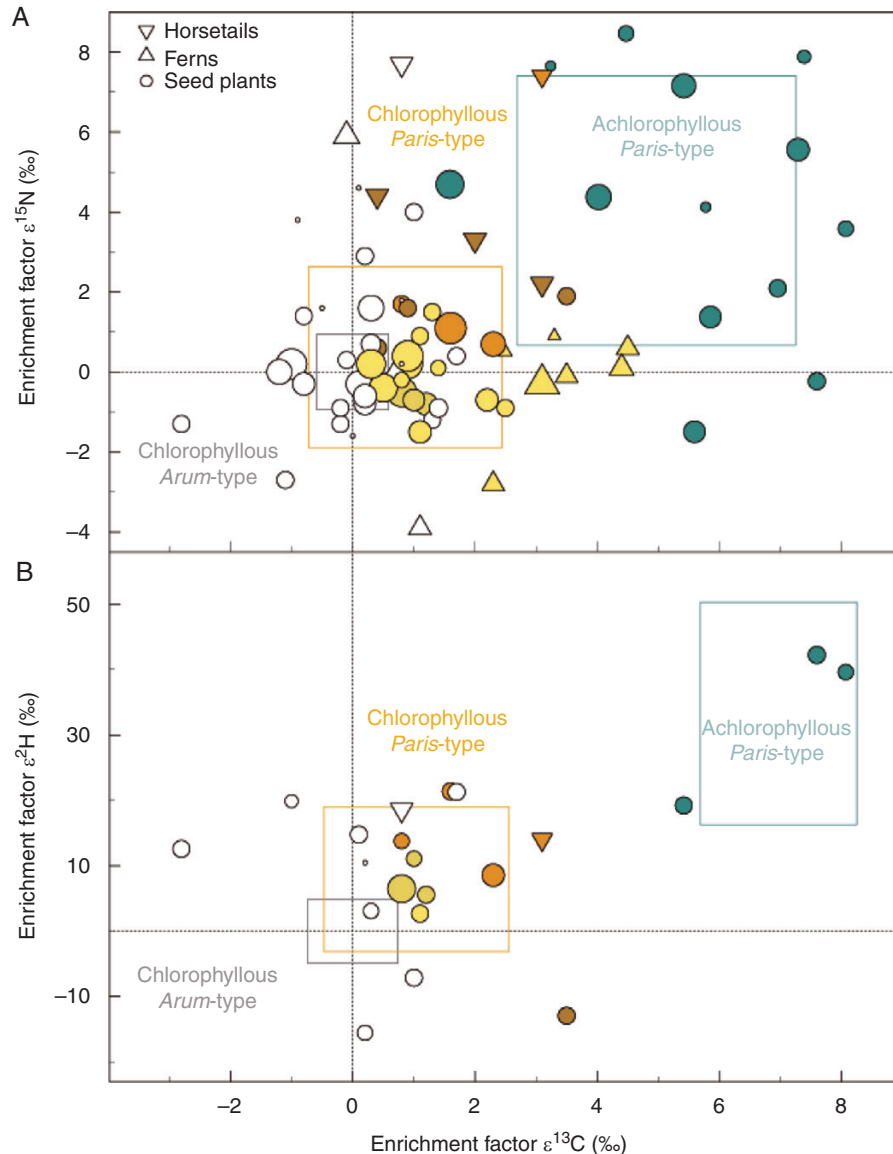 A
Horsetails
Ferns
Seed plants
Chlorophyllous
Paris-type
Achlorophyllous
Paris-type
Chlorophyllous
Arum-type
Enrichment factor ε¹⁵N (‰)
8
6
4
2
0
−2
−4
B
Chlorophyllous
Paris-type
Achlorophyllous
Paris-type
Chlorophyllous
Arum-type
Enrichment factor ε²H (‰)
50
30
10
−10
−2 0 2 4 6 8
Enrichment factor ε¹³C (‰)